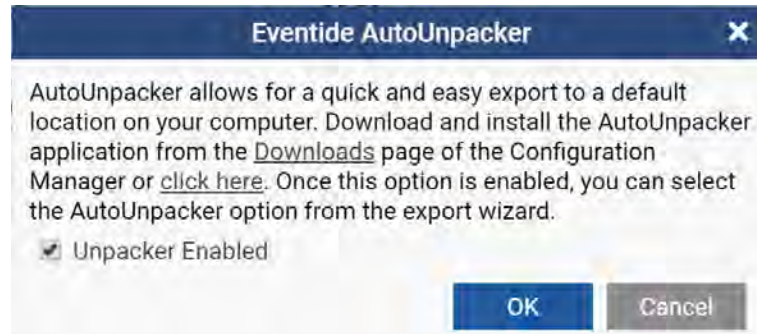 Eventide AutoUnpacker
AutoUnpacker allows for a quick and easy export to a default
location on your computer. Download and install the AutoUnpacker
application from the Downloads page of the Configuration
Manager or click here. Once this option is enabled, you can select
the AutoUnpacker option from the export wizard.
Unpacker Enabled
OK Cancel